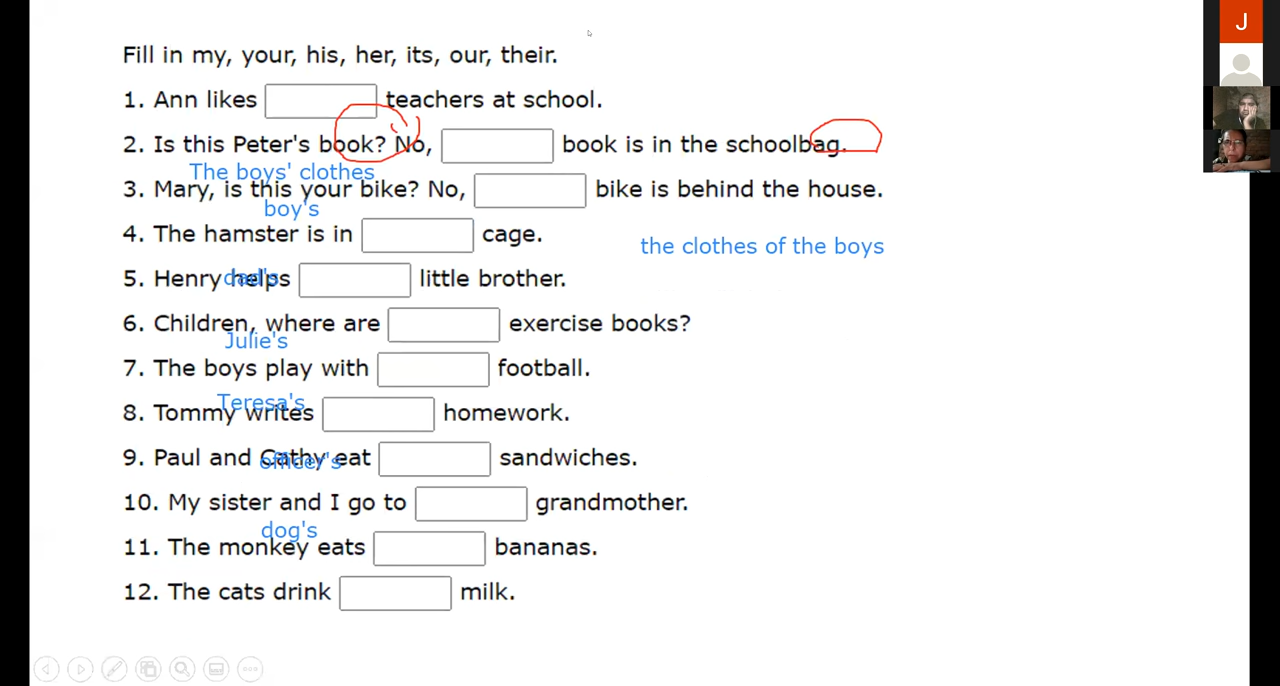 Fill in my, your, his, her, its, our, their.
1. Ann likes teachers at school.
2. Is this Peter's book? No, book is in the schoolbag.
The boys' clothes
3. Mary, is this your bike? No, bike is behind the house.
boy's
4. The hamster is in cage.
the clothes of the boys
5. Henry helps little brother.
dad's
6. Children, where are exercise books?
Julie's
7. The boys play with football.
Teresa's
8. Tommy writes homework.
9. Paul and Cathy eat sandwiches.
officer's
10. My sister and I go to grandmother.
dog's
11. The monkey eats bananas.
12. The cats drink milk.
J